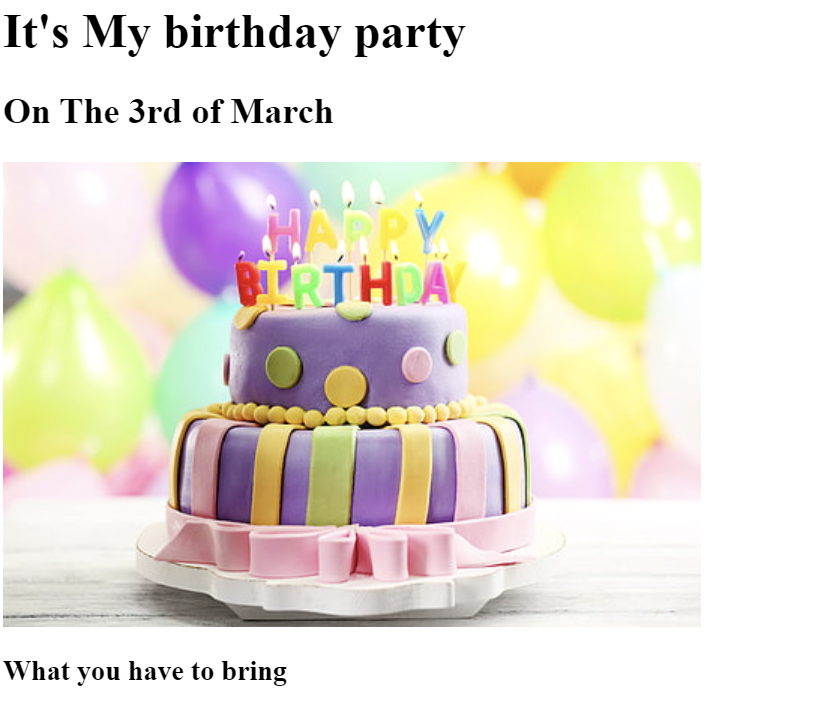 It's My birthday party
On The 3rd of March
HAPPY
BIRTHDAY
What you have to bring